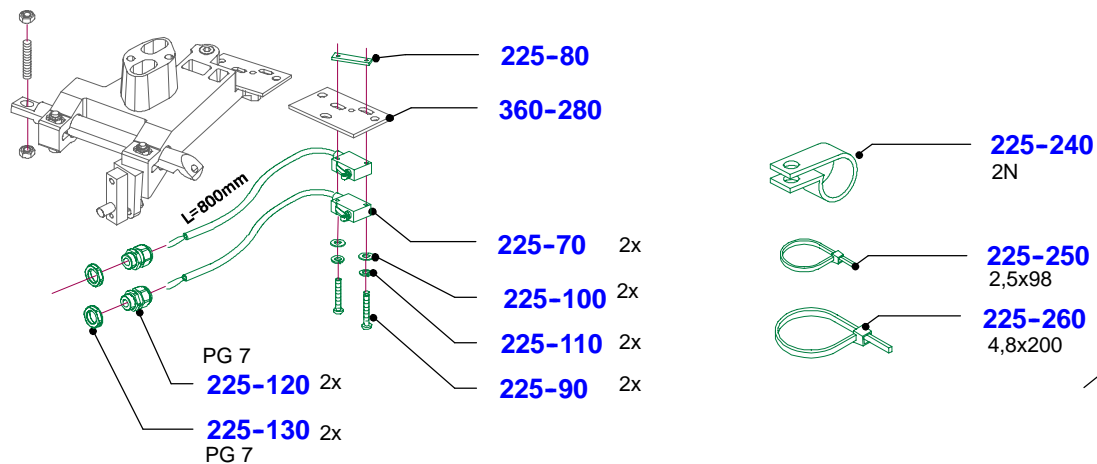 225-80
360-280
L=800mm
225-70 2x
225-100 2x
225-110 2x
225-90 2x
PG 7
225-120 2x
225-130 2x
PG 7
225-240
2N
225-250
2,5x98
225-260
4,8x200